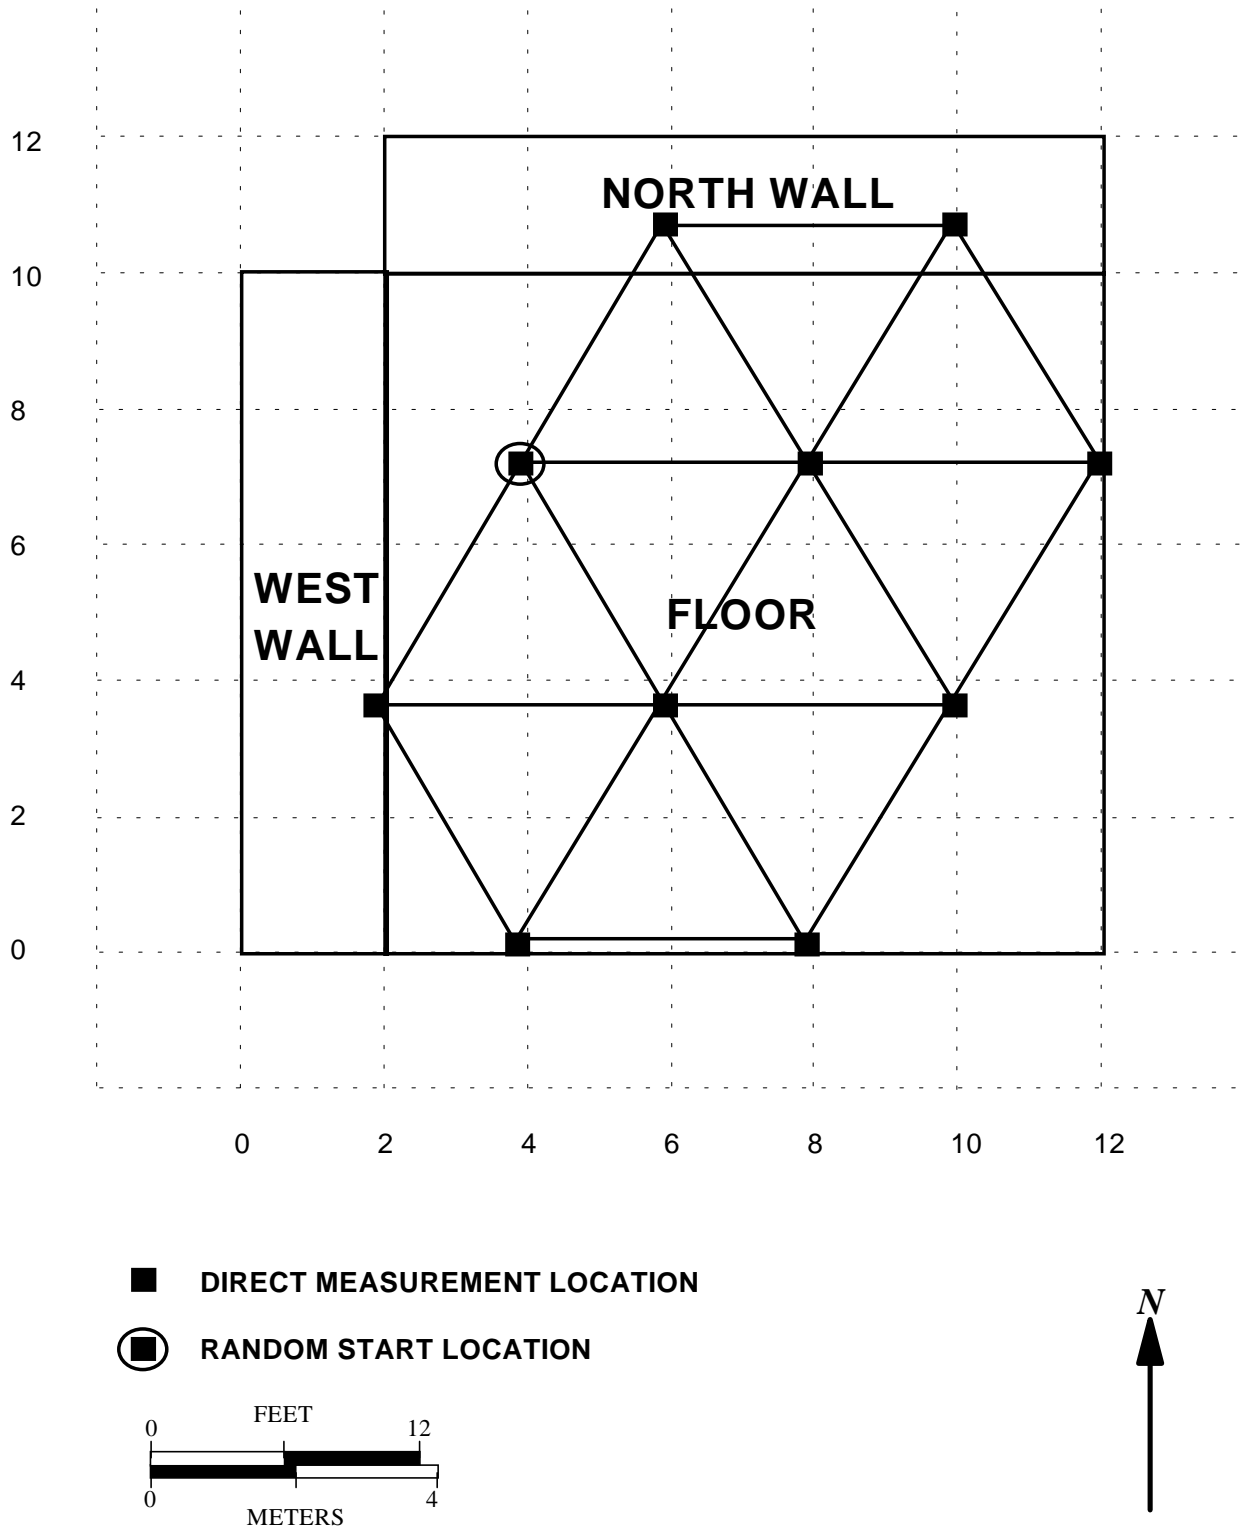 12
NORTH WALL
10
8
6
WEST
WALL
FLOOR
4
2
0
0 2 4 6 8 10 12
DIRECT MEASUREMENT LOCATION
RANDOM START LOCATION
N
FEET
0 12
0 4
METERS